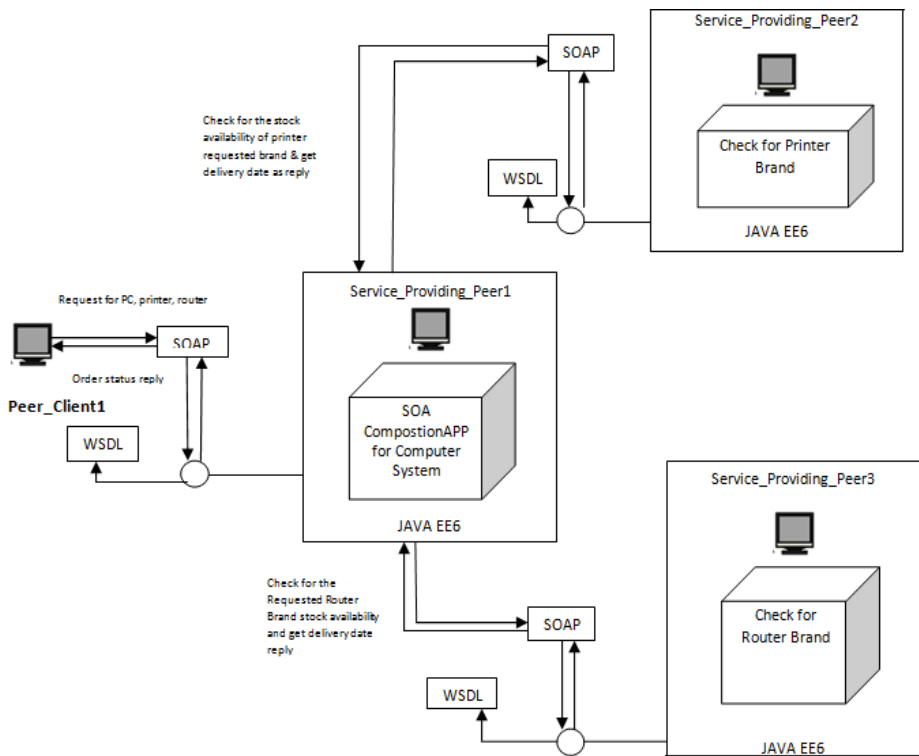 Service_Providing_Peer2
SOAP
Check for the stock
availability of printer
requested brand & get
delivery date as reply
WSDL
Check for Printer
Brand
JAVA EE6
Service_Providing_Peer1
Request for PC, printer, router
SOAP
Order status reply
Peer_Client1
WSDL
SOA
CompostionAPP
for Computer
System
JAVA EE6
Service_Providing_Peer3
Check for the
Requested Router
Brand stock availability
and get delivery date
reply
SOAP
WSDL
Check for
Router Brand
JAVA EE6